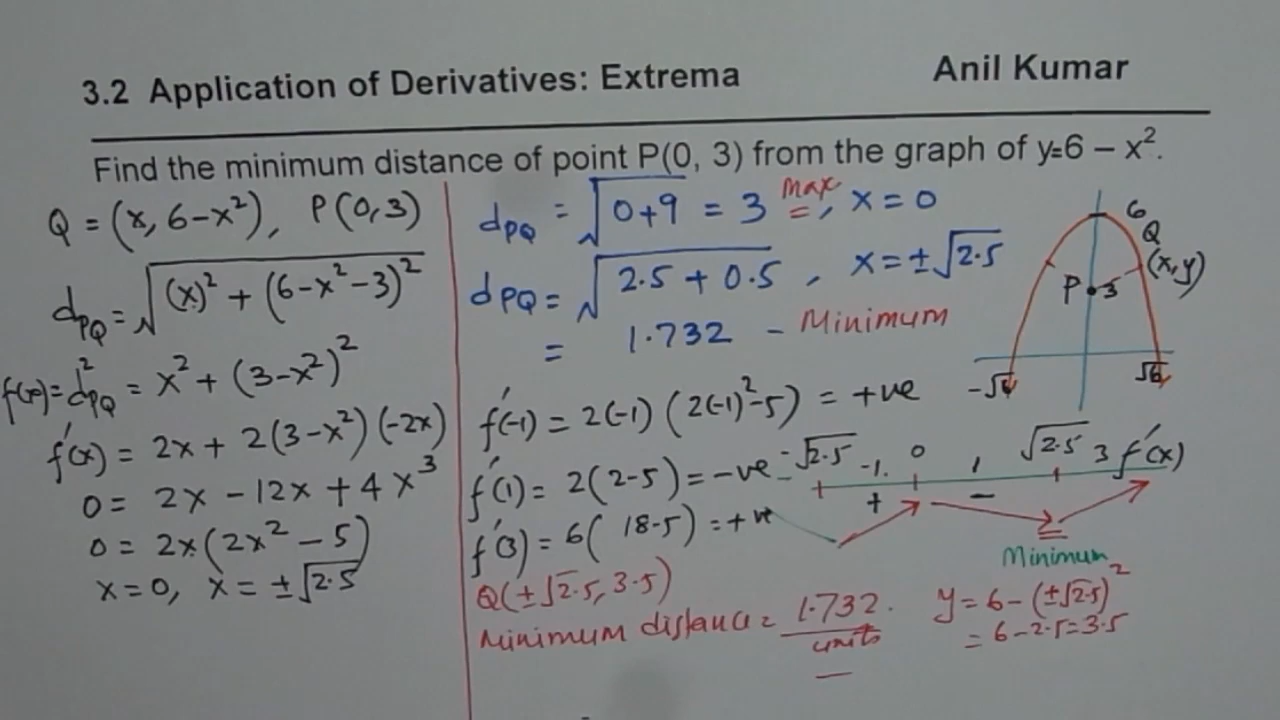 3.2 Application of Derivatives: Extrema Anil Kumar
Find the minimum distance of point P(0, 3) from the graph of y=6 – x².
Q = (x, 6-x²), P(0,3)
dPQ = √((x)² + (6-x²-3)²)
f(x) = d²PQ = x² + (3-x²)²
f'(x) = 2x + 2(3-x²)(-2x)
0 = 2x - 12x + 4x³
0 = 2x(2x² - 5)
x=0, x = ±√2.5
dPQ = √(0+9) = 3 max, x = 0
dPQ = √(2.5 + 0.5), x = ±√2.5
= 1.732 - Minimum
f'(-1) = 2(-1)(2(-1)²-5) = +ve
f'(1) = 2(2-5) = -ve
f'(3) = 6(18-5) = +ve
Q(±√2.5, 3.5)
Minimum distance = 1.732 units
6
Q
(x,y)
P 3
-√6 √6
-√2.5 -1 0 1 √2.5 3 f'(x)
+ -
Minimum
y = 6-(±√2.5)²
= 6-2.5=3.5